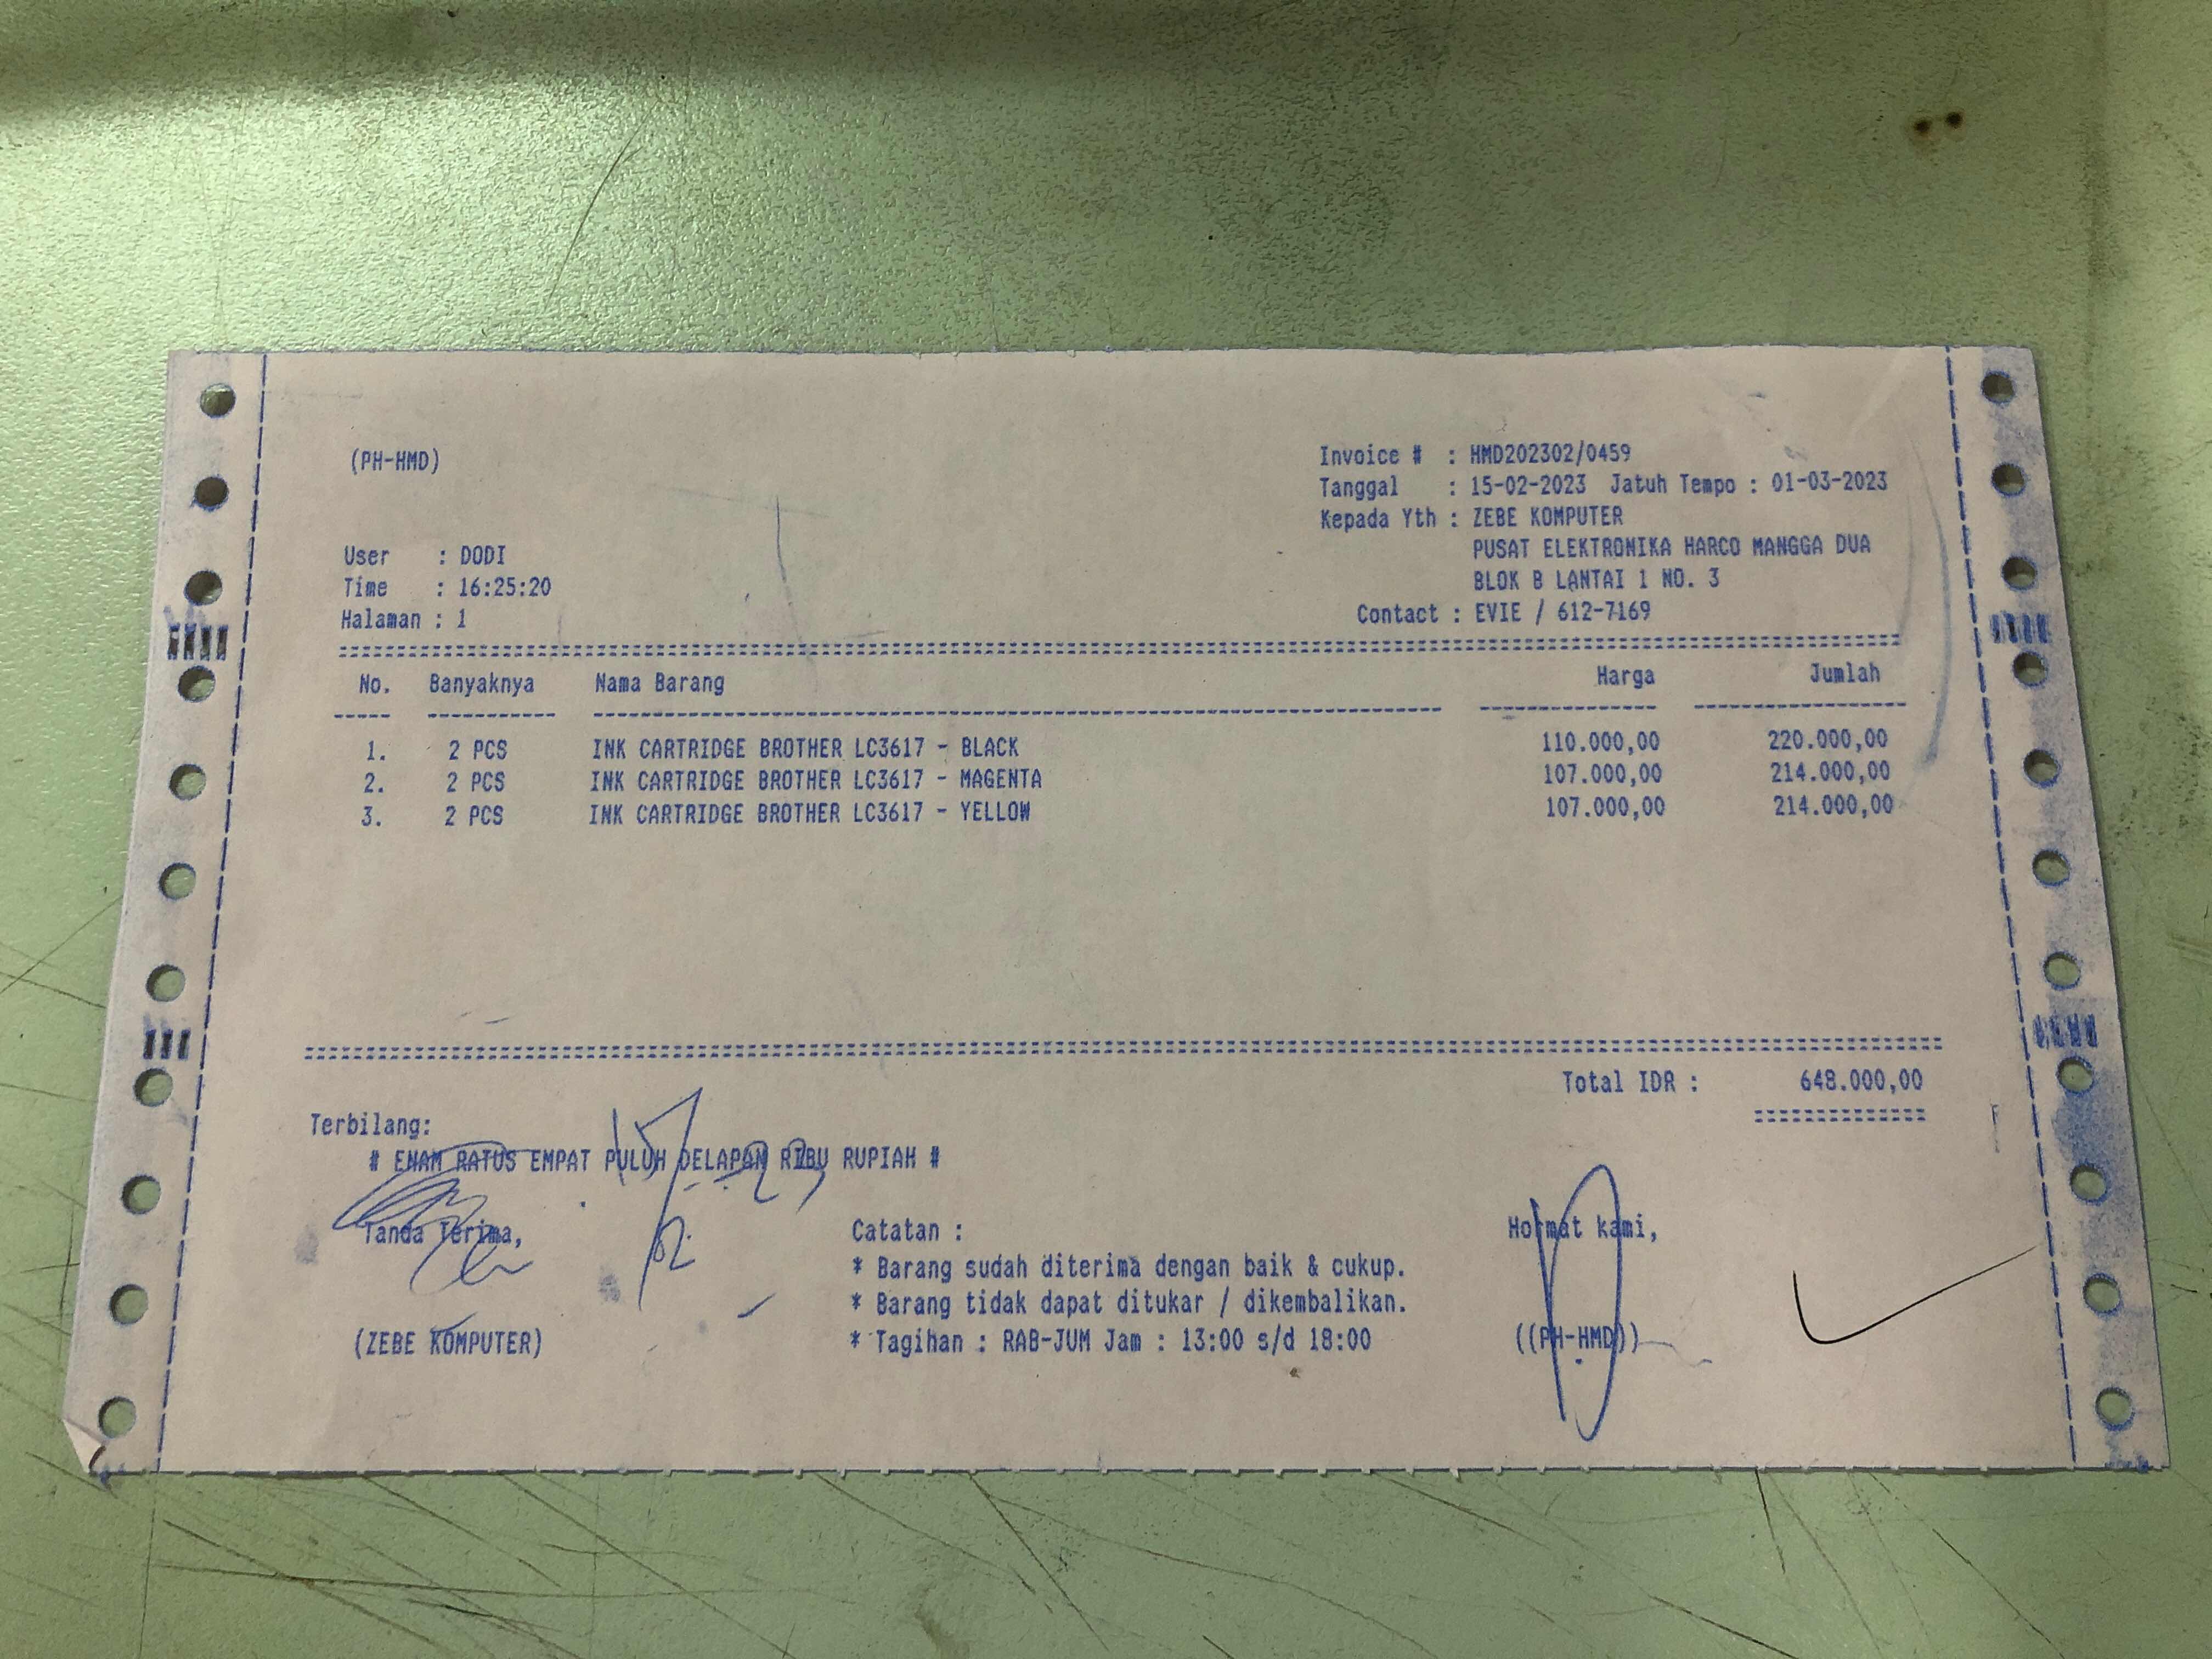 (PH-HMD)
Invoice # : HMD202302/0459
Tanggal : 15-02-2023 Jatuh Tempo : 01-03-2023
Kepada Yth : ZEBE KOMPUTER
PUSAT ELEKTRONIKA HARCO MANGGA DUA
BLOK B LANTAI 1 NO. 3
Contact : EVIE / 612-7169
User : DODI
Time : 16:25:20
Halaman : 1
No. Banyaknya Nama Barang Harga Jumlah
1. 2 PCS INK CARTRIDGE BROTHER LC3617 - BLACK 110.000,00 220.000,00
2. 2 PCS INK CARTRIDGE BROTHER LC3617 - MAGENTA 107.000,00 214.000,00
3. 2 PCS INK CARTRIDGE BROTHER LC3617 - YELLOW 107.000,00 214.000,00
Total IDR : 648.000,00
Terbilang:
# ENAM RATUS EMPAT PULUH DELAPAN RIBU RUPIAH #
Tanda Terima,
(ZEBE KOMPUTER)
Catatan :
* Barang sudah diterima dengan baik & cukup.
* Barang tidak dapat ditukar / dikembalikan.
* Tagihan : RAB-JUM Jam : 13:00 s/d 18:00
Hormat kami,
((PH-HMD))